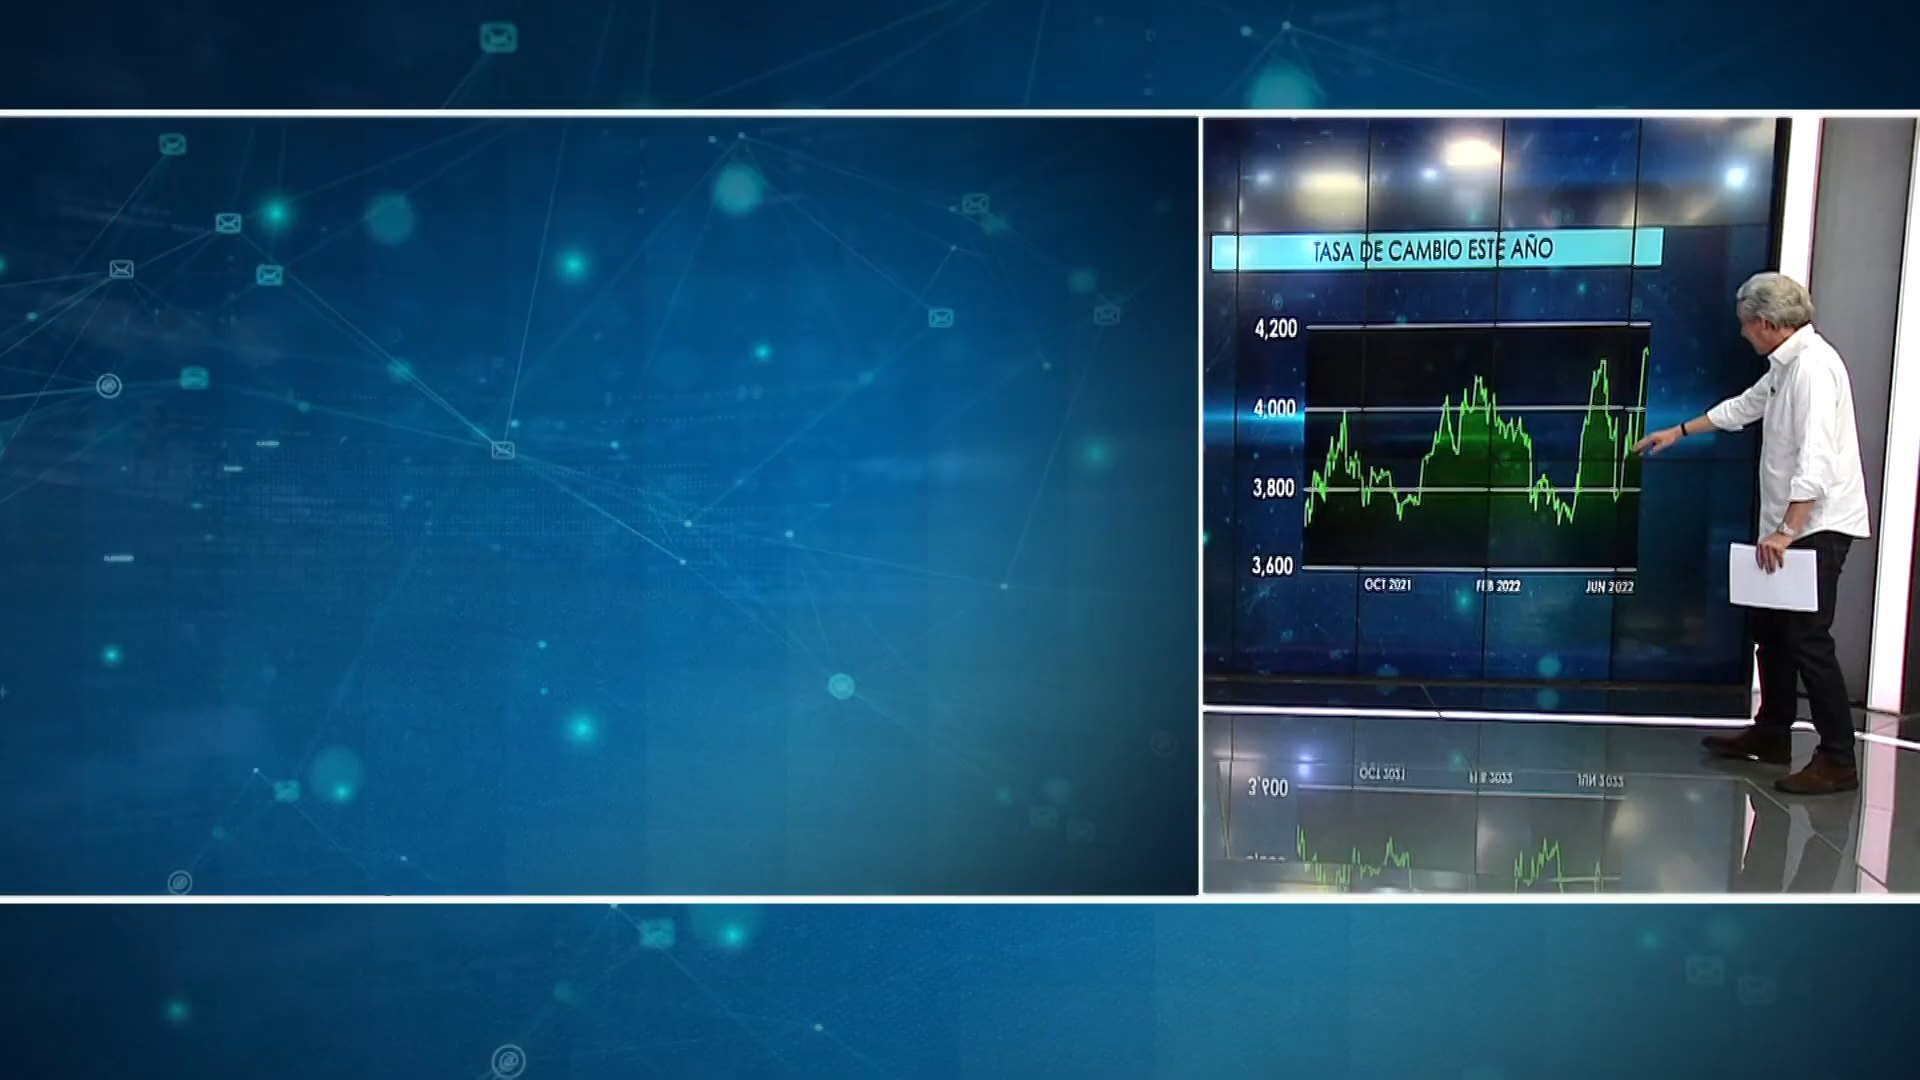 TASA DE CAMBIO ESTE AÑO
4,200
4,000
3,800
3,600
OCT 2021
FEB 2022
JUN 2022